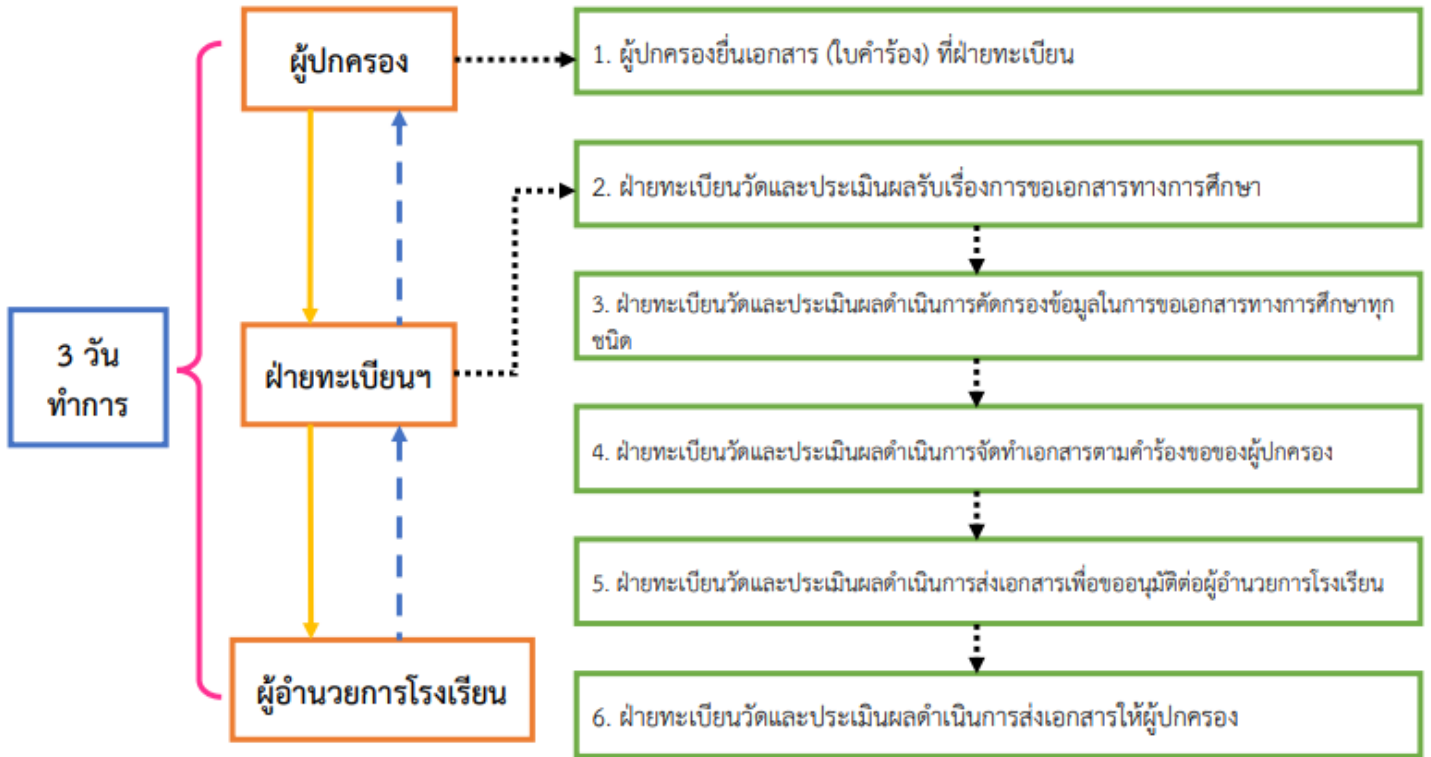 ผู้ปกครอง
1. ผู้ปกครองยื่นเอกสาร (ใบคำร้อง) ที่ฝ่ายทะเบียน
2. ฝ่ายทะเบียนวัดและประเมินผลรับเรื่องการขอเอกสารทางการศึกษา
3. ฝ่ายทะเบียนวัดและประเมินผลดำเนินการคัดกรองข้อมูลในการขอเอกสารทางการศึกษาทุก
ชนิด
3 วัน
ทำการ
ฝ่ายทะเบียนฯ
4. ฝ่ายทะเบียนวัดและประเมินผลดำเนินการจัดทำเอกสารตามคำร้องขอของผู้ปกครอง
5. ฝ่ายทะเบียนวัดและประเมินผลดำเนินการส่งเอกสารเพื่อขออนุมัติต่อผู้อำนวยการโรงเรียน
ผู้อำนวยการโรงเรียน
6. ฝ่ายทะเบียนวัดและประเมินผลดำเนินการส่งเอกสารให้ผู้ปกครอง